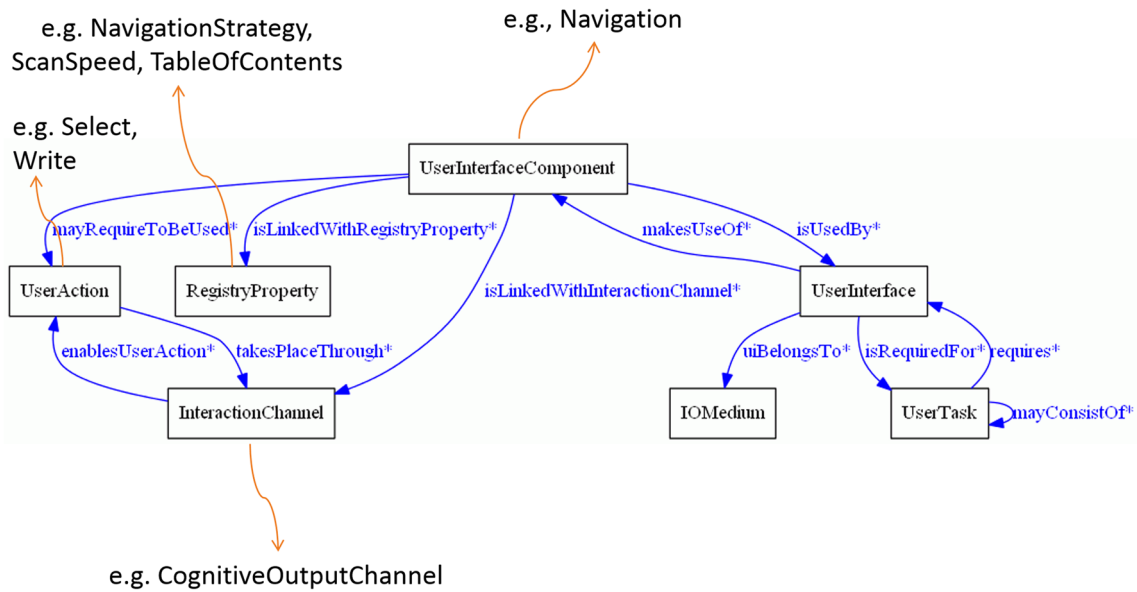 e.g. NavigationStrategy,
ScanSpeed, TableOfContents
e.g., Navigation
e.g. Select,
Write
UserInterfaceComponent
mayRequireToBeUsed*
isLinkedWithRegistryProperty*
makesUseOf*
isUsedBy*
UserAction
RegistryProperty
isLinkedWithInteractionChannel*
UserInterface
enablesUserAction*
takesPlaceThrough*
uiBelongsTo*
isRequiredFor*
requires*
InteractionChannel
IOMedium
UserTask
mayConsistOf*
e.g. CognitiveOutputChannel